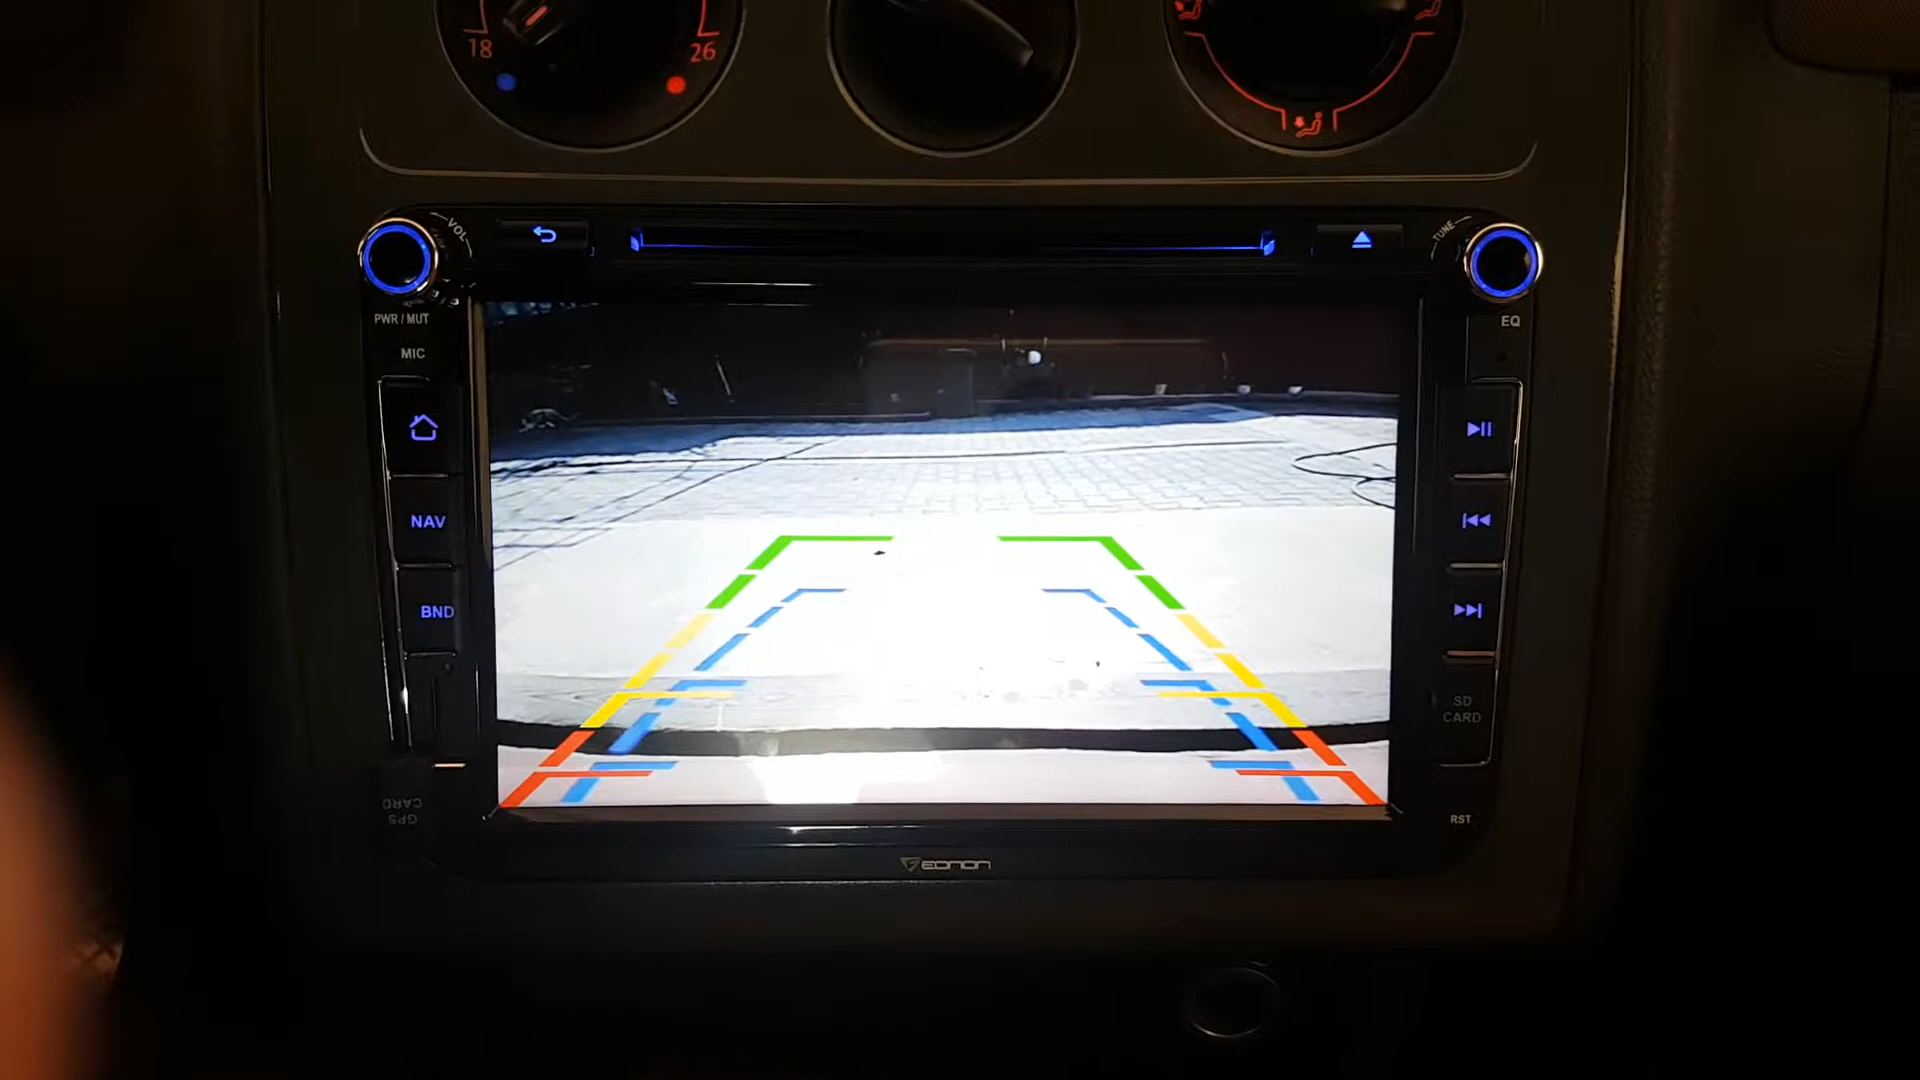 18
26
VOL
TUNE
PWR / MUT
EQ
MIC
NAV
BND
SD
CARD
GPS
CARD
RST
EONON